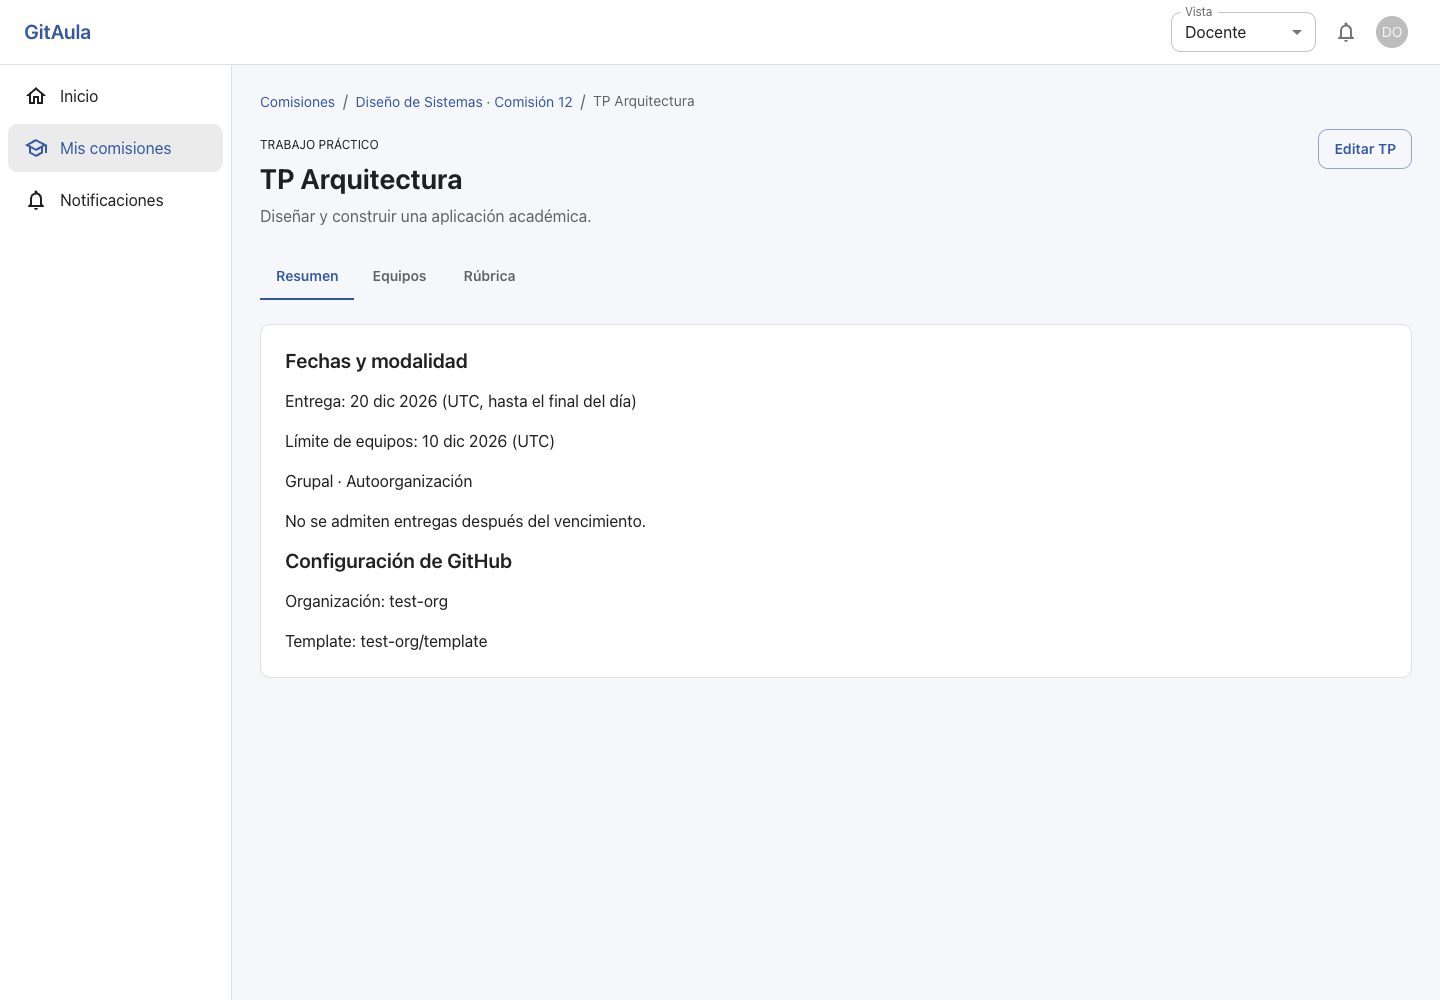 GitAula
Vista
Docente
DO
Inicio
Mis comisiones
Notificaciones
Comisiones / Diseño de Sistemas · Comisión 12 / TP Arquitectura
TRABAJO PRÁCTICO
TP Arquitectura
Diseñar y construir una aplicación académica.
Editar TP
Resumen Equipos Rúbrica
Fechas y modalidad
Entrega: 20 dic 2026 (UTC, hasta el final del día)
Límite de equipos: 10 dic 2026 (UTC)
Grupal · Autoorganización
No se admiten entregas después del vencimiento.
Configuración de GitHub
Organización: test-org
Template: test-org/template